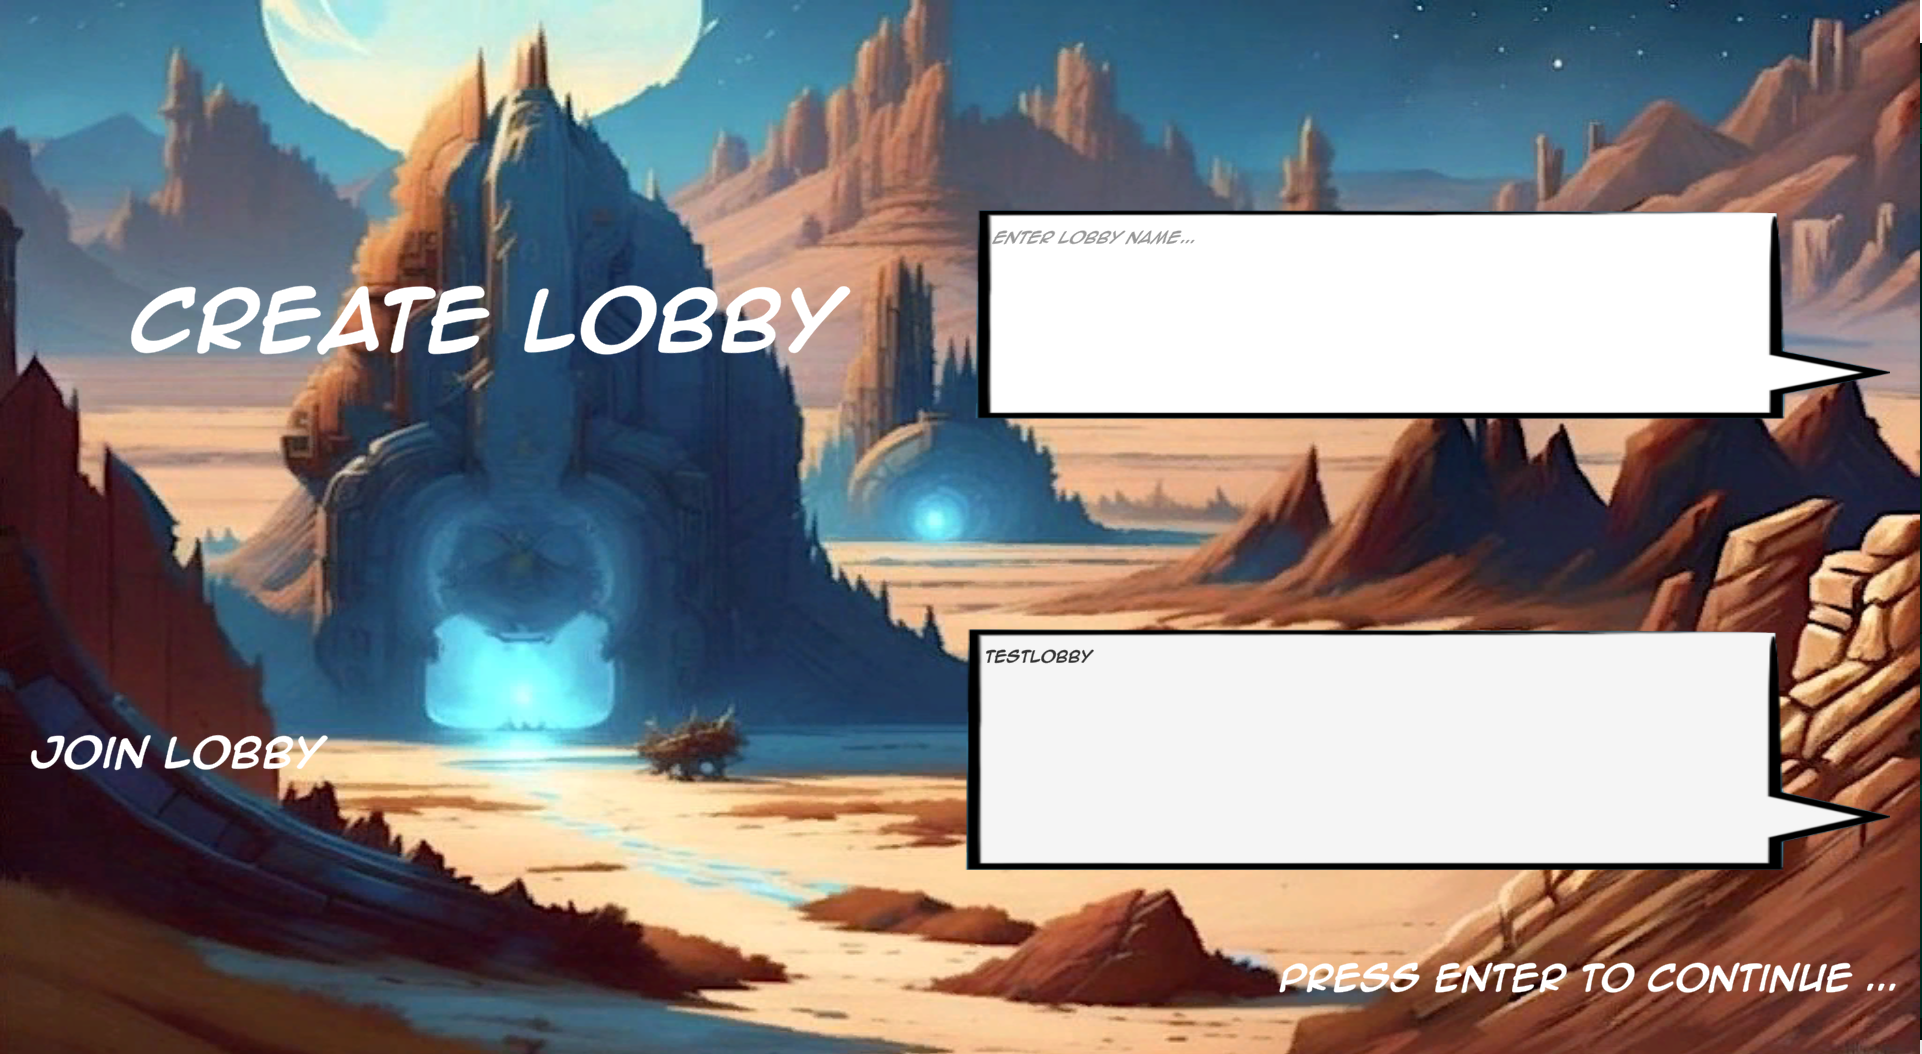 ENTER LOBBY NAME...
CREATE LOBBY
TESTLOBBY
JOIN LOBBY
PRESS ENTER TO CONTINUE ...